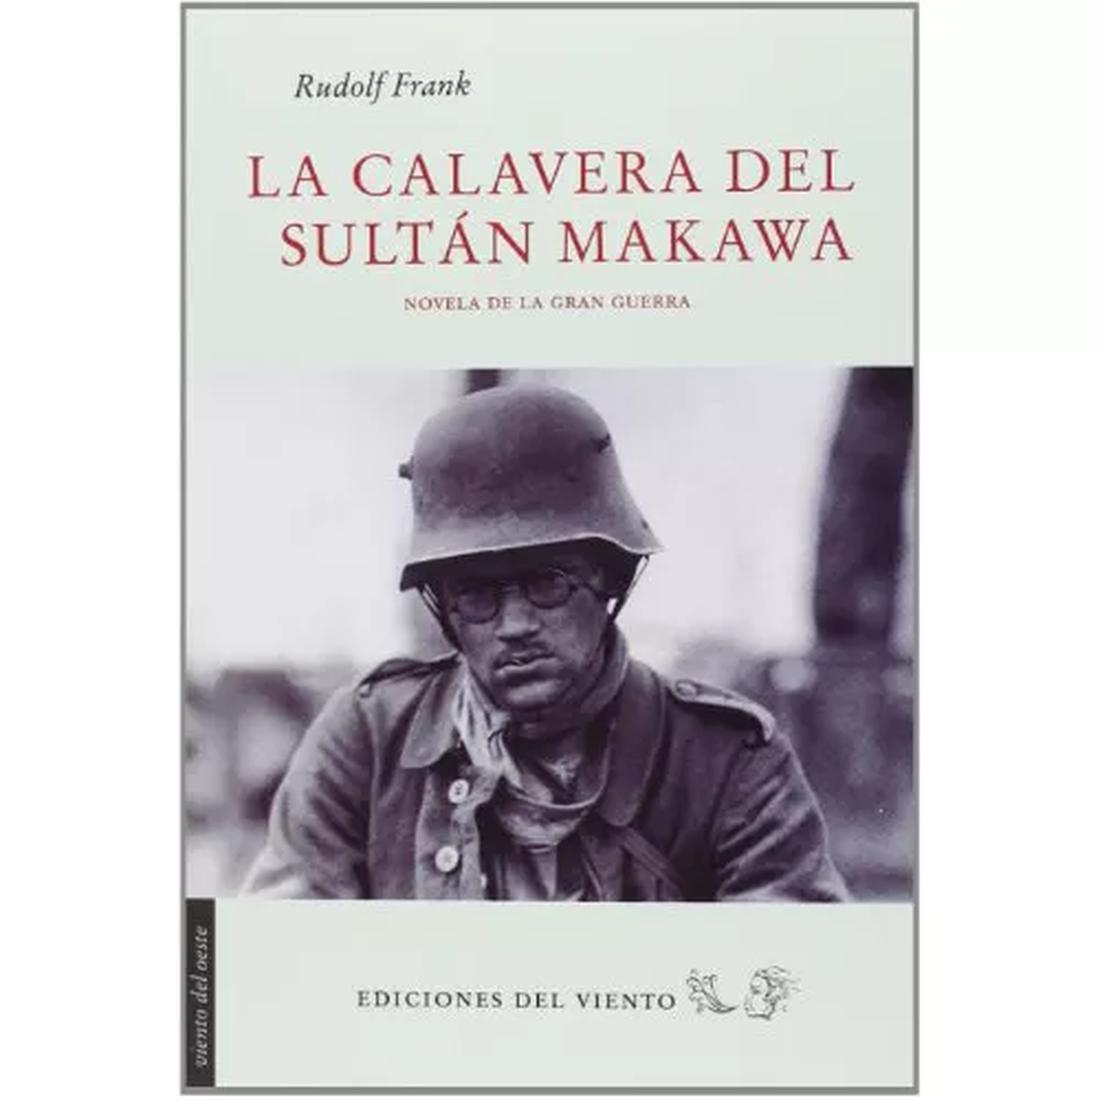 Rudolf Frank
LA CALAVERA DEL
SULTÁN MAKAWA
NOVELA DE LA GRAN GUERRA
viento del oeste
EDICIONES DEL VIENTO